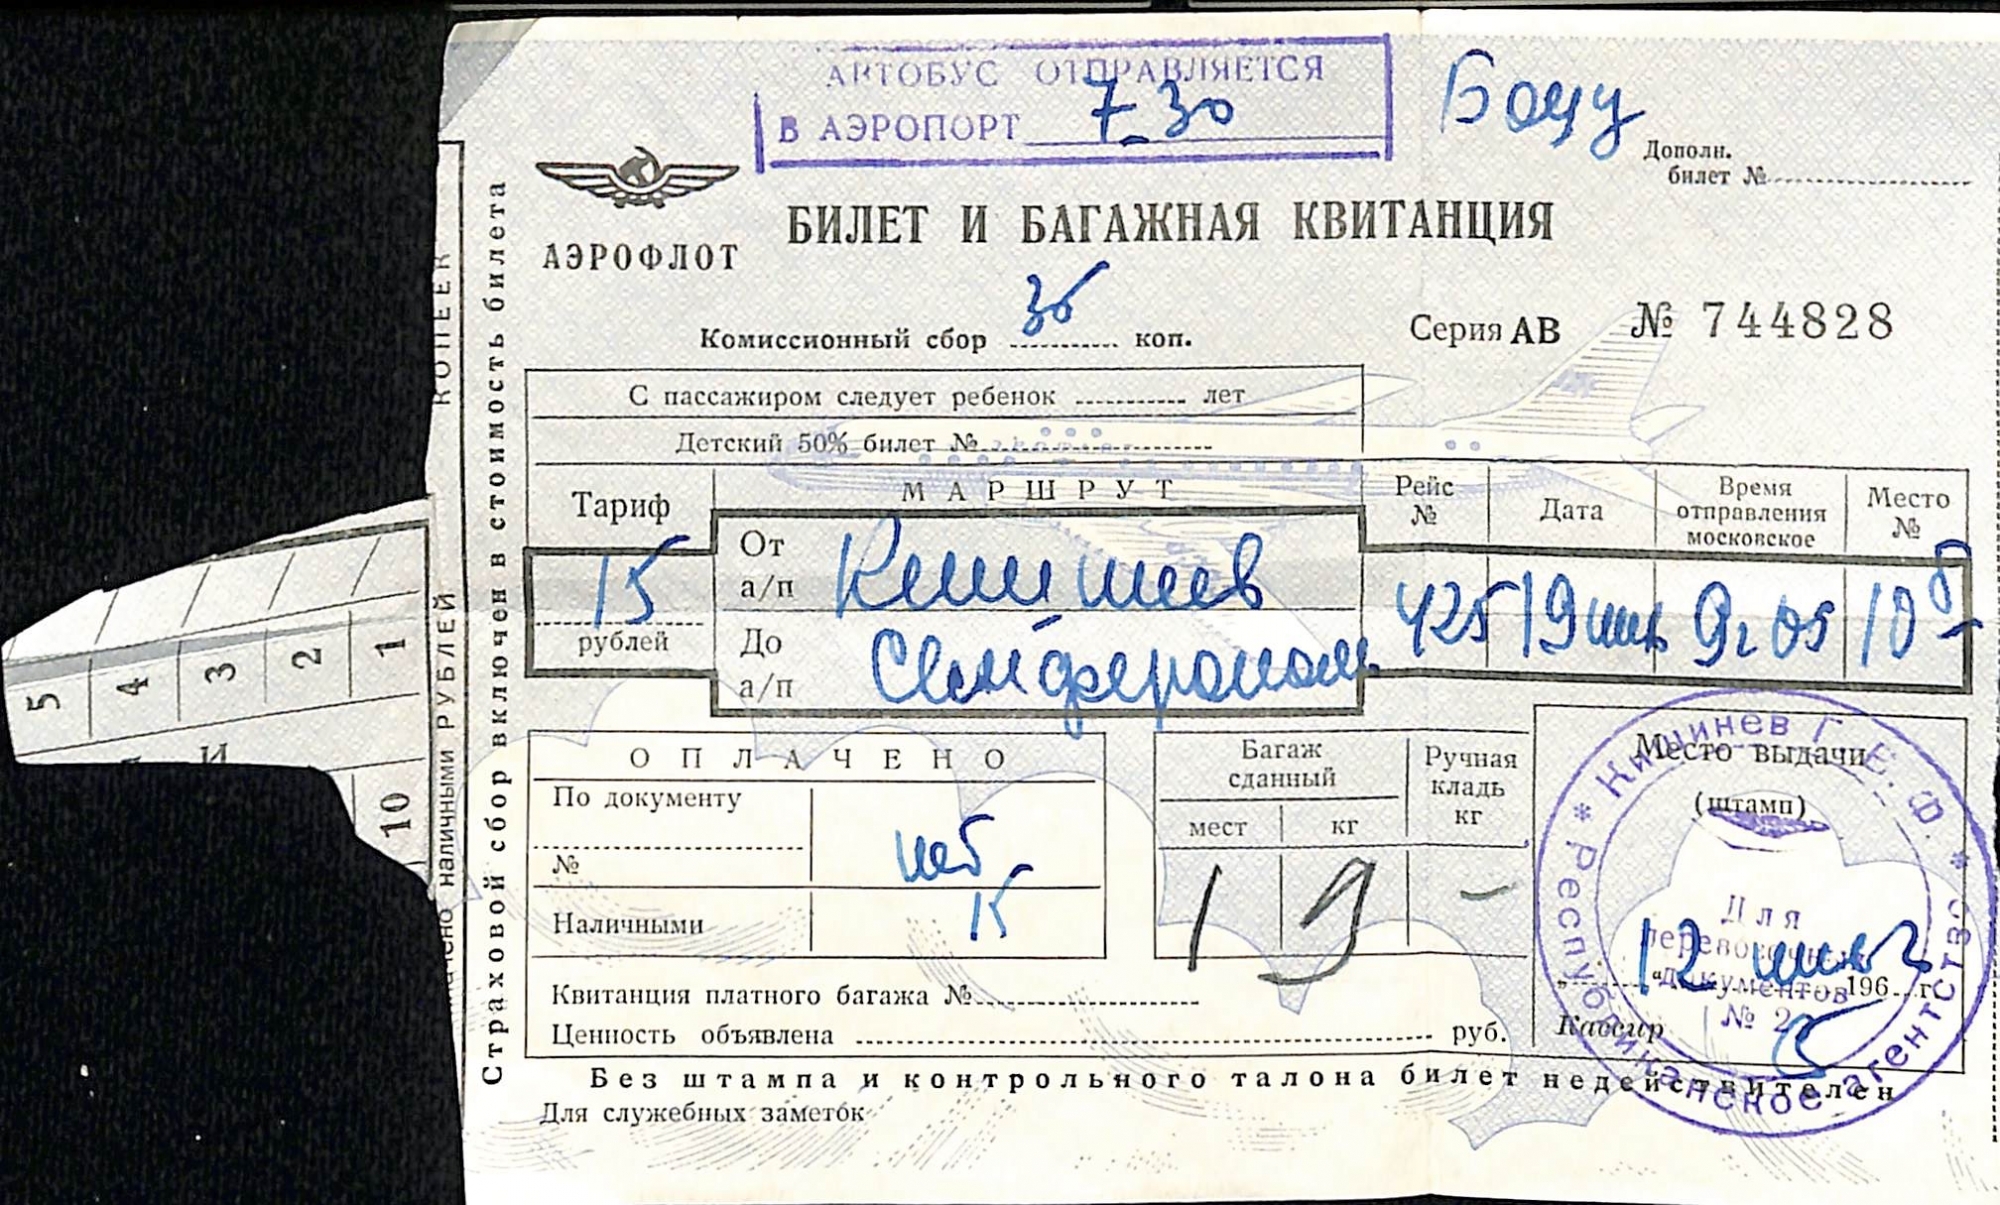 АВТОБУС ОТПРАВЛЯЕТСЯ
В АЭРОПОРТ 7-30
Боцу
Дополн.
билет №
АЭРОФЛОТ
БИЛЕТ И БАГАЖНАЯ КВИТАНЦИЯ
Комиссионный сбор коп.
Серия АВ № 744828
С пассажиром следует ребенок лет
Детский 50% билет №
Тариф
МАРШРУТ
Рейс №
Дата
Время отправления московское
Место №
15
рублей
От а/п Кишинев
До а/п Симферополь
425
19
9 05
10
ОПЛАЧЕНО
По документу
№
Наличными
15
Багаж сданный
мест
кг
Ручная кладь кг
1
9
-
Место выдачи
(штамп)
12
196 г.
Кассир
Кишинев Г.Е.Ф.
Республиканское агентство
Для
перевозочных
документов
№ 2
Квитанция платного багажа №
Ценность объявлена руб.
Без штампа и контрольного талона билет недействителен
Для служебных заметок
Страховой сбор включен в стоимость билета
наличными РУБЛЕЙ
КОПЕЕК
5 4 3 2 1
10